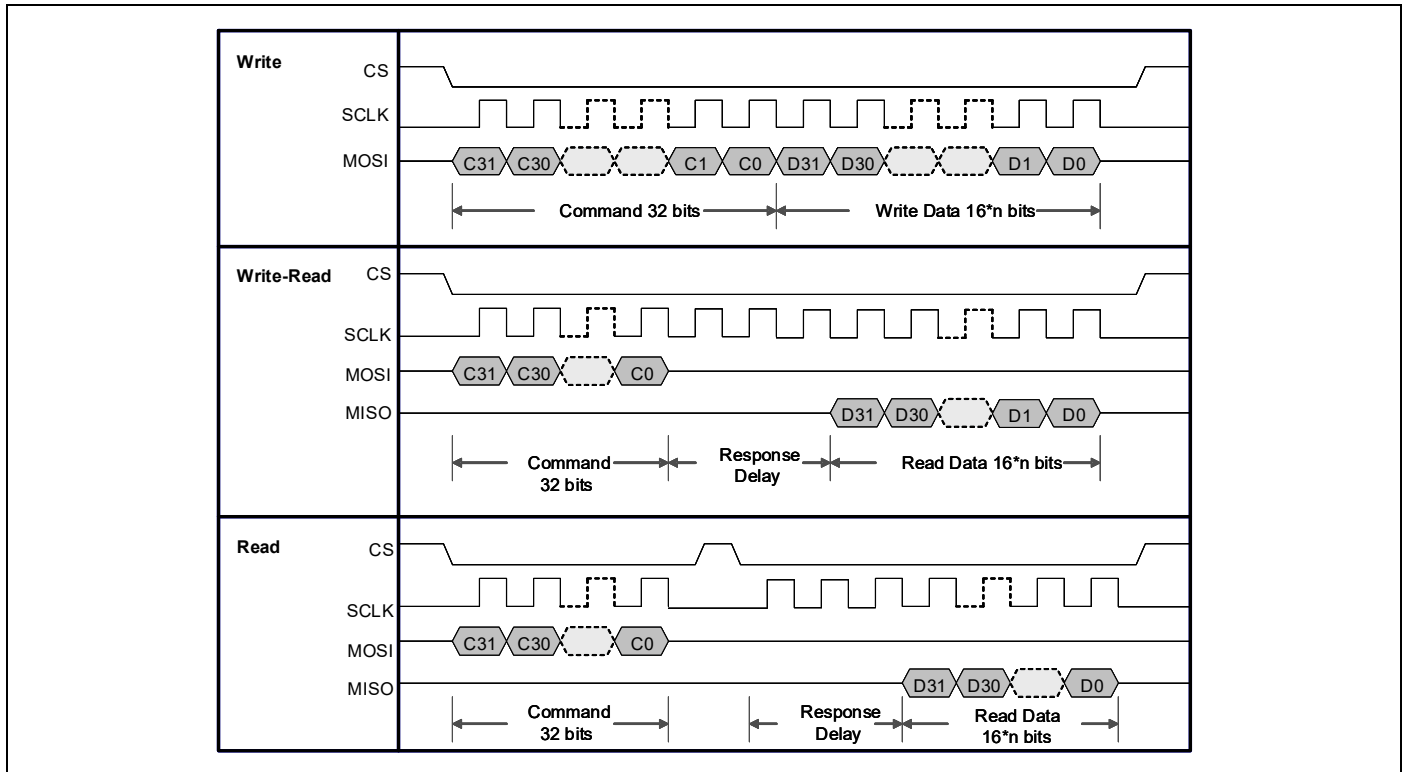 Write
CS
SCLK
MOSI
C31 C30 C1 C0 D31 D30 D1 D0
Command 32 bits Write Data 16*n bits
Write-Read
CS
SCLK
MOSI
C31 C30 C0
MISO
D31 D30 D1 D0
Command
32 bits
Response
Delay
Read Data 16*n bits
Read
CS
SCLK
MOSI
C31 C30 C0
MISO
D31 D30 D0
Command
32 bits
Response
Delay
Read Data
16*n bits